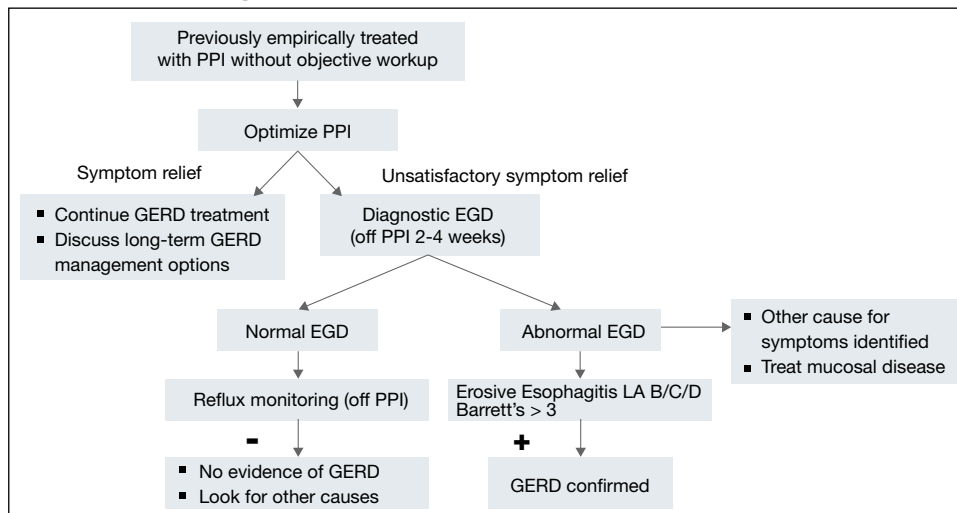 Previously empirically treated
with PPI without objective workup
Optimize PPI
Symptom relief
Unsatisfactory symptom relief
▪ Continue GERD treatment
▪ Discuss long-term GERD
management options
Diagnostic EGD
(off PPI 2-4 weeks)
Normal EGD
Abnormal EGD
▪ Other cause for
symptoms identified
▪ Treat mucosal disease
Reflux monitoring (off PPI)
Erosive Esophagitis LA B/C/D
Barrett's > 3
-
+
▪ No evidence of GERD
▪ Look for other causes
GERD confirmed